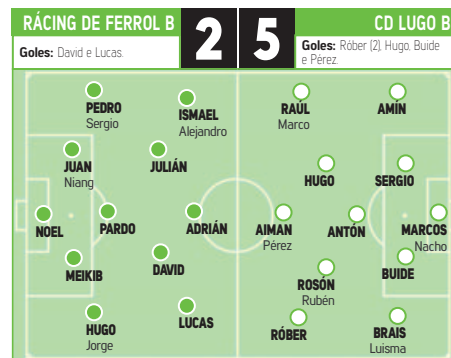 RÁCING DE FERROL B
2
5
CD LUGO B
Goles: David e Lucas.
Goles: Róber (2), Hugo, Buide
e Pérez.
PEDRO
Sergio
ISMAEL
Alejandro
RAÚL
Marco
AMÍN
JUAN
Niang
JULIÁN
HUGO
SERGIO
NOEL
PARDO
ADRIÁN
AIMAN
Pérez
ANTÓN
MARCOS
Nacho
MEIKIB
DAVID
ROSÓN
Rubén
BUIDE
HUGO
Jorge
LUCAS
RÓBER
BRAIS
Luisma